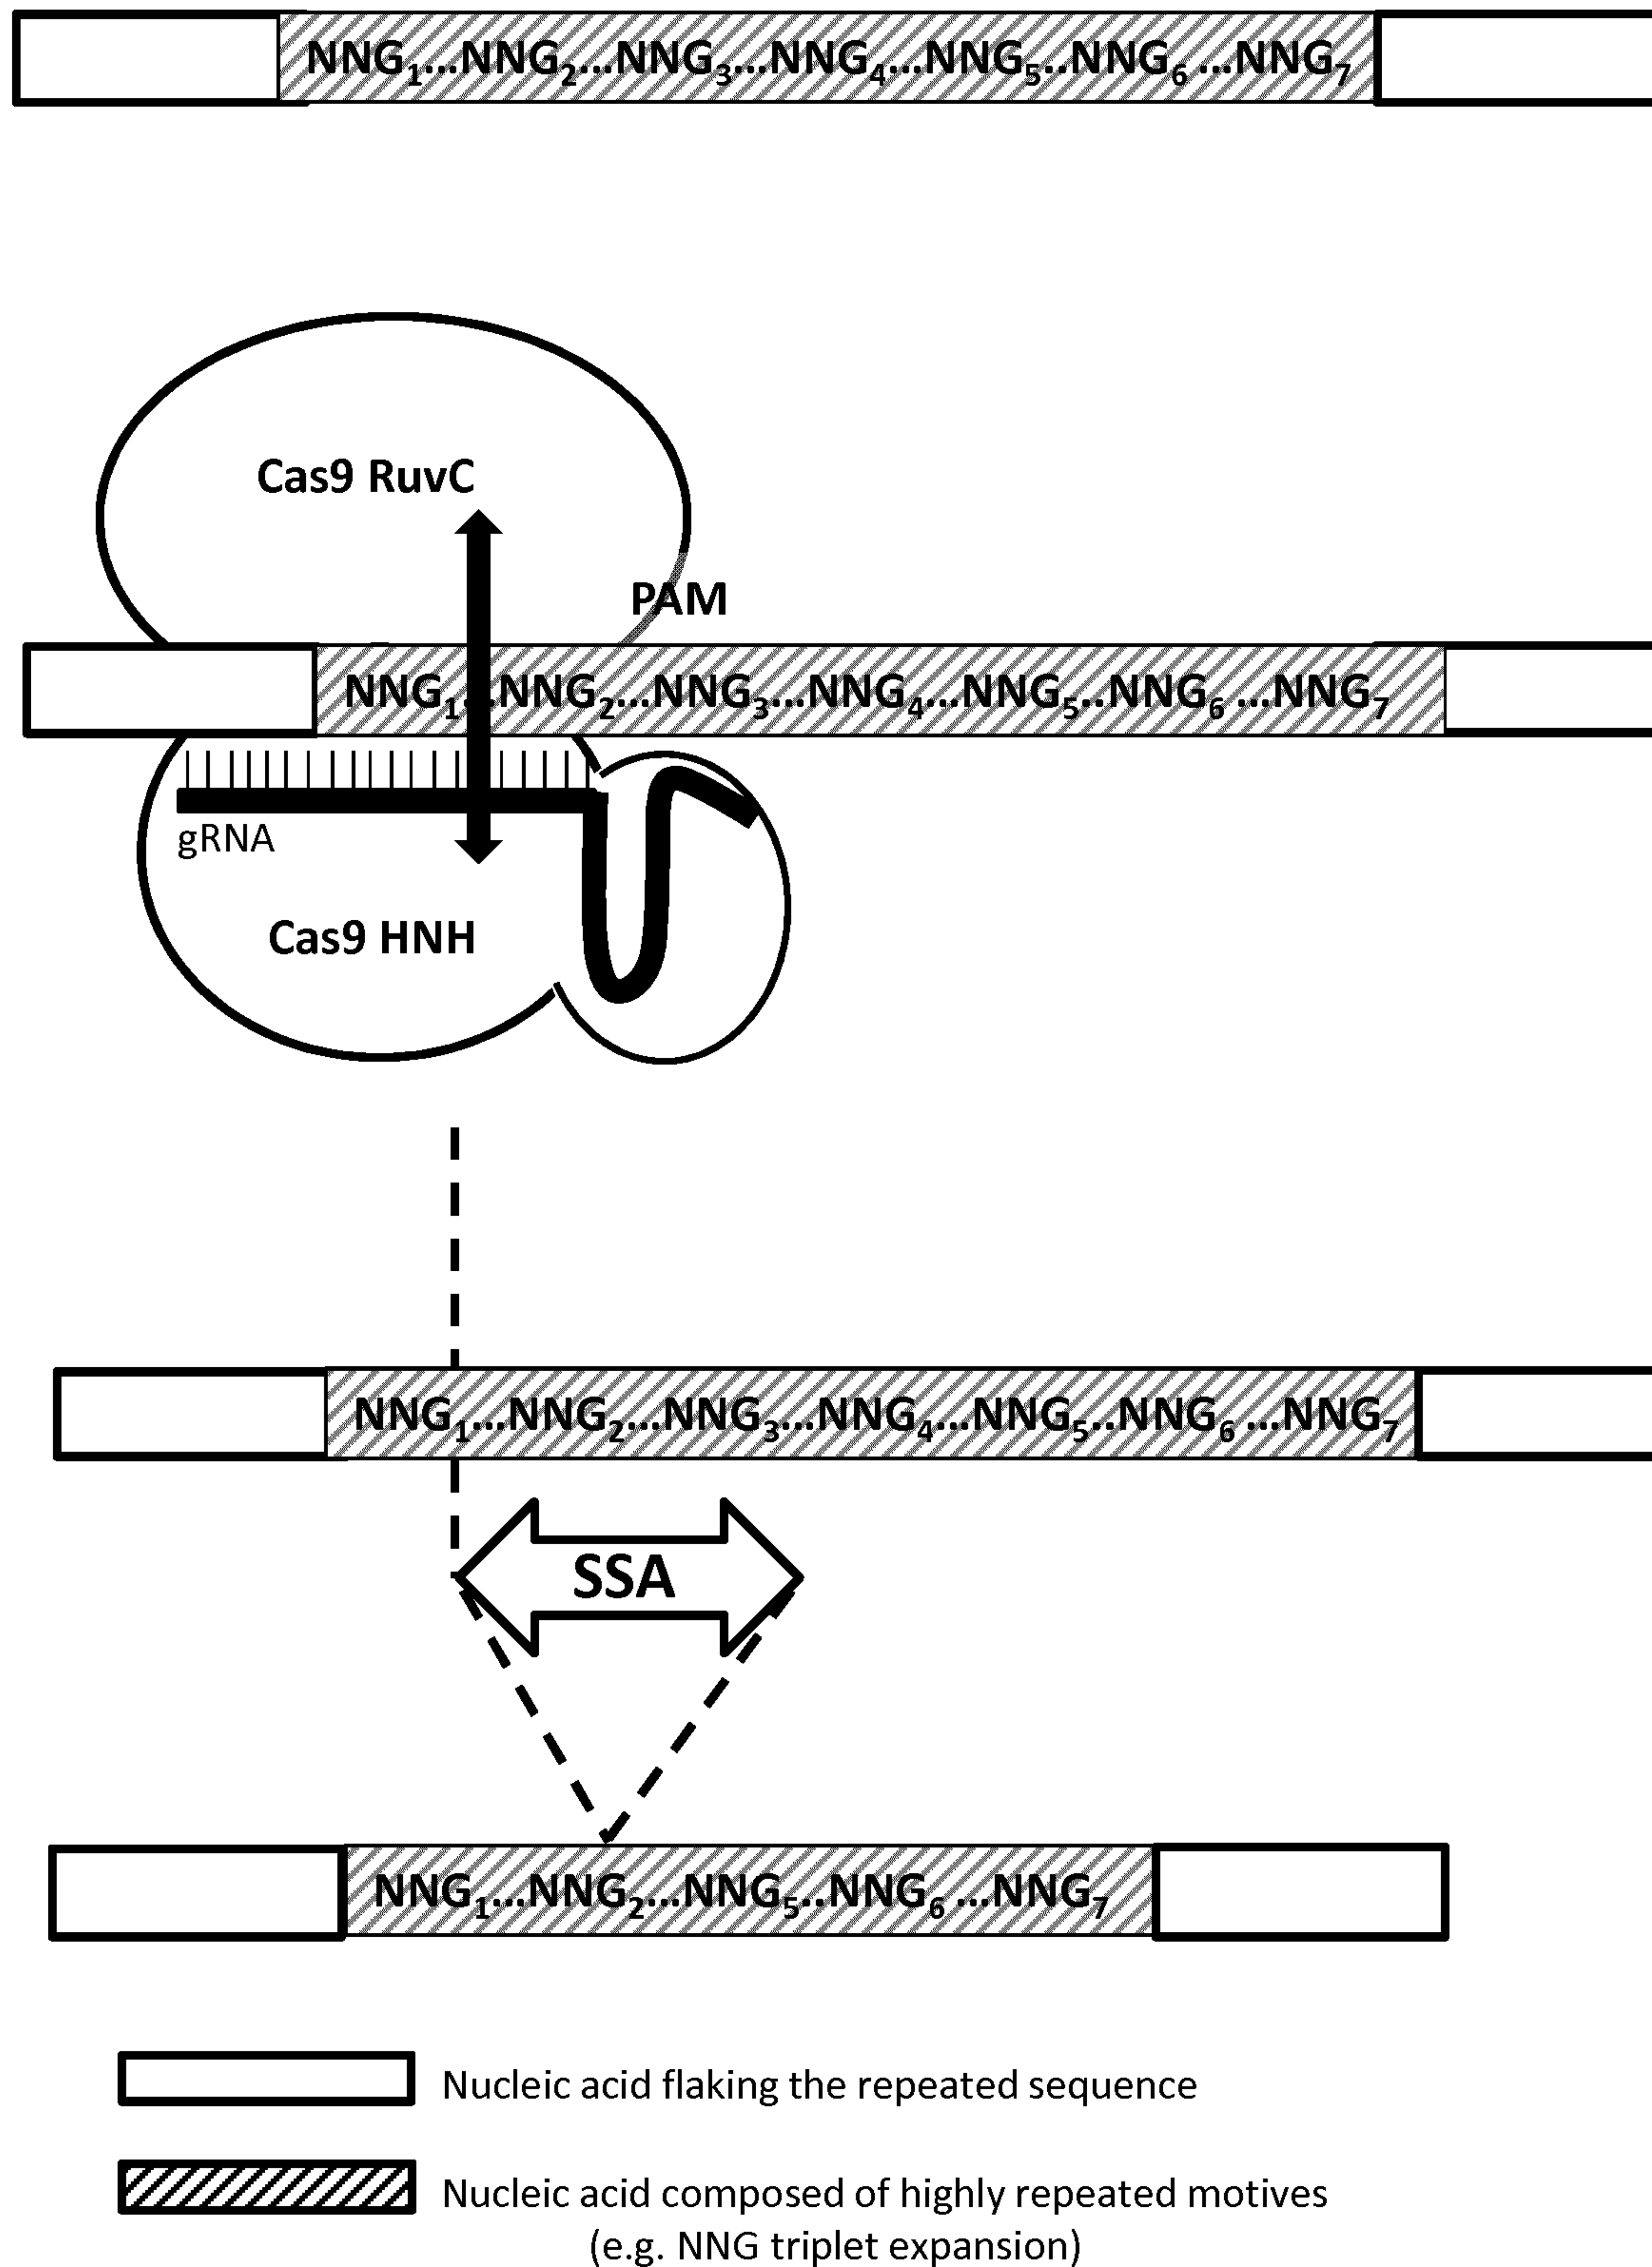 NNG₁...NNG₂...NNG₃...NNG₄...NNG₅..NNG₆ ...NNG₇
Cas9 RuvC
PAM
NNG₁...NNG₂...NNG₃...NNG₄...NNG₅..NNG₆ ...NNG₇
gRNA
Cas9 HNH
NNG₁...NNG₂...NNG₃...NNG₄...NNG₅..NNG₆ ...NNG₇
SSA
NNG₁...NNG₂...NNG₅..NNG₆ ...NNG₇
Nucleic acid flaking the repeated sequence
Nucleic acid composed of highly repeated motives
(e.g. NNG triplet expansion)